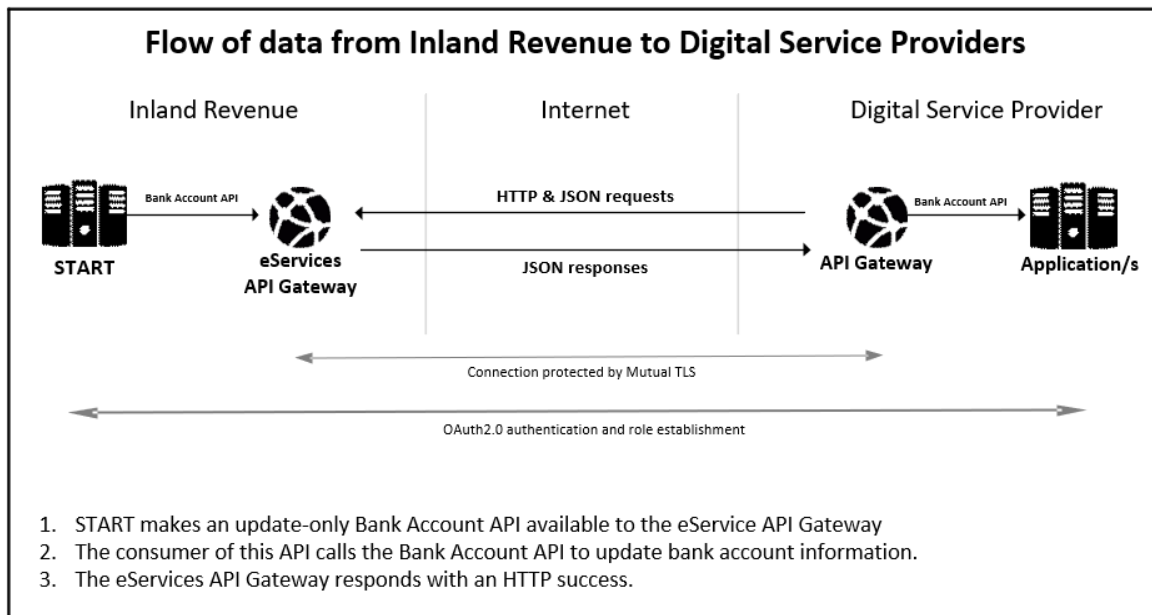 Flow of data from Inland Revenue to Digital Service Providers
Inland Revenue
Internet
Digital Service Provider
Bank Account API
HTTP & JSON requests
Bank Account API
START
eServices
API Gateway
JSON responses
API Gateway
Application/s
Connection protected by Mutual TLS
OAuth2.0 authentication and role establishment
1. START makes an update-only Bank Account API available to the eService API Gateway
2. The consumer of this API calls the Bank Account API to update bank account information.
3. The eServices API Gateway responds with an HTTP success.